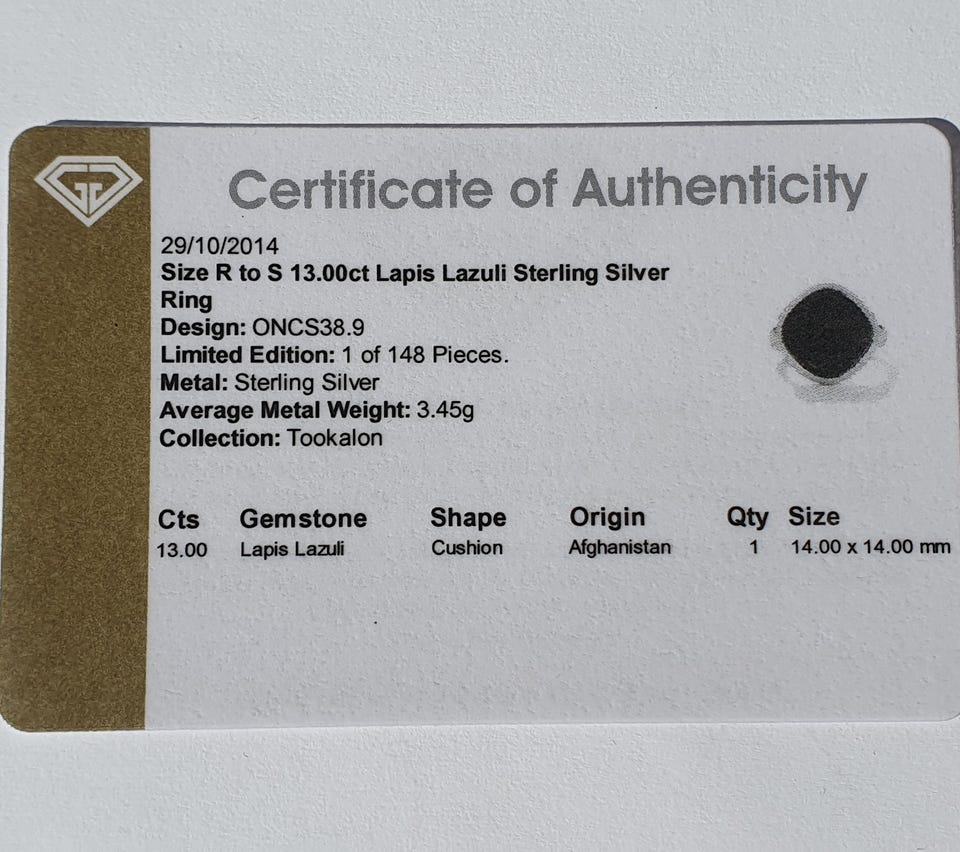 Certificate of Authenticity
29/10/2014
Size R to S 13.00ct Lapis Lazuli Sterling Silver
Ring
Design: ONCS38.9
Limited Edition: 1 of 148 Pieces.
Metal: Sterling Silver
Average Metal Weight: 3.45g
Collection: Tookalon
Cts Gemstone Shape Origin Qty Size
13.00 Lapis Lazuli Cushion Afghanistan 1 14.00 x 14.00 mm